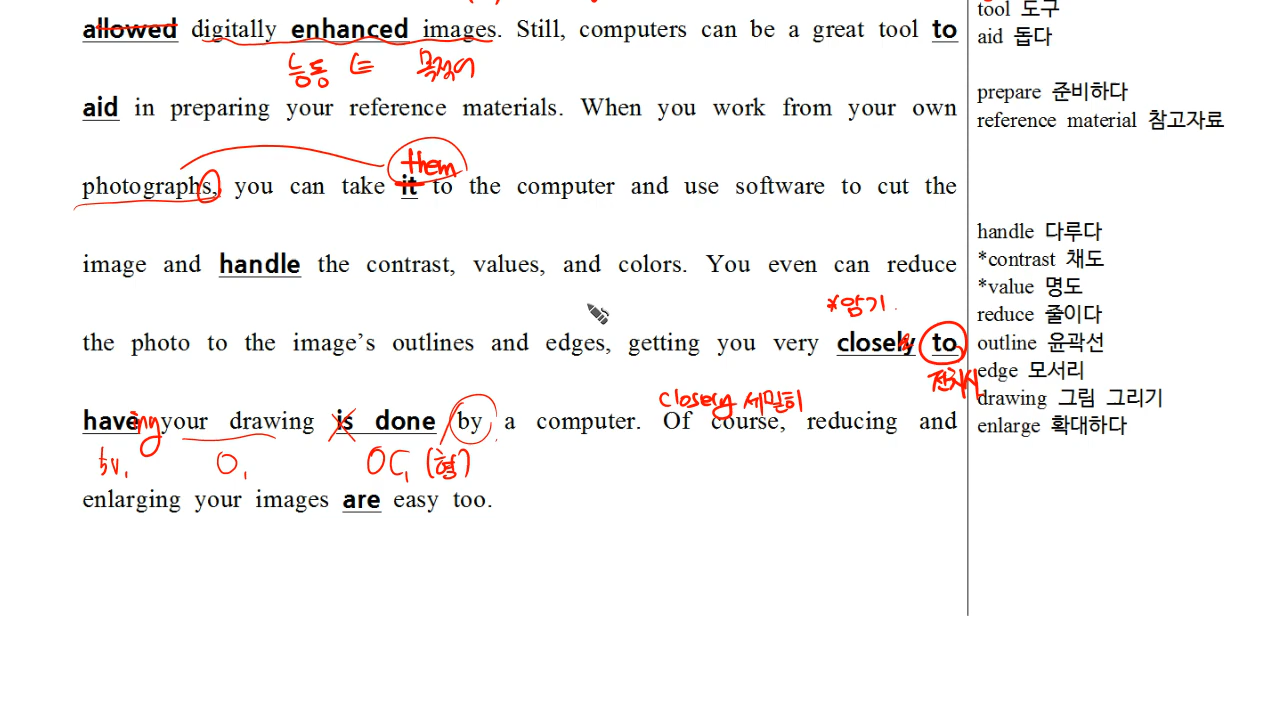 allowed digitally enhanced images. Still, computers can be a great tool to
능동 목적어
aid in preparing your reference materials. When you work from your own
them
photographs, you can take it to the computer and use software to cut the
image and handle the contrast, values, and colors. You even can reduce
*암기
the photo to the image's outlines and edges, getting you very closely to
전치사
closely 세밀히
have ing your drawing is done by a computer. Of course, reducing and
O₁ OC₁ (형)
enlarging your images are easy too.
tool 도구
aid 돕다
prepare 준비하다
reference material 참고자료
handle 다루다
*contrast 채도
*value 명도
reduce 줄이다
outline 윤곽선
edge 모서리
drawing 그림 그리기
enlarge 확대하다